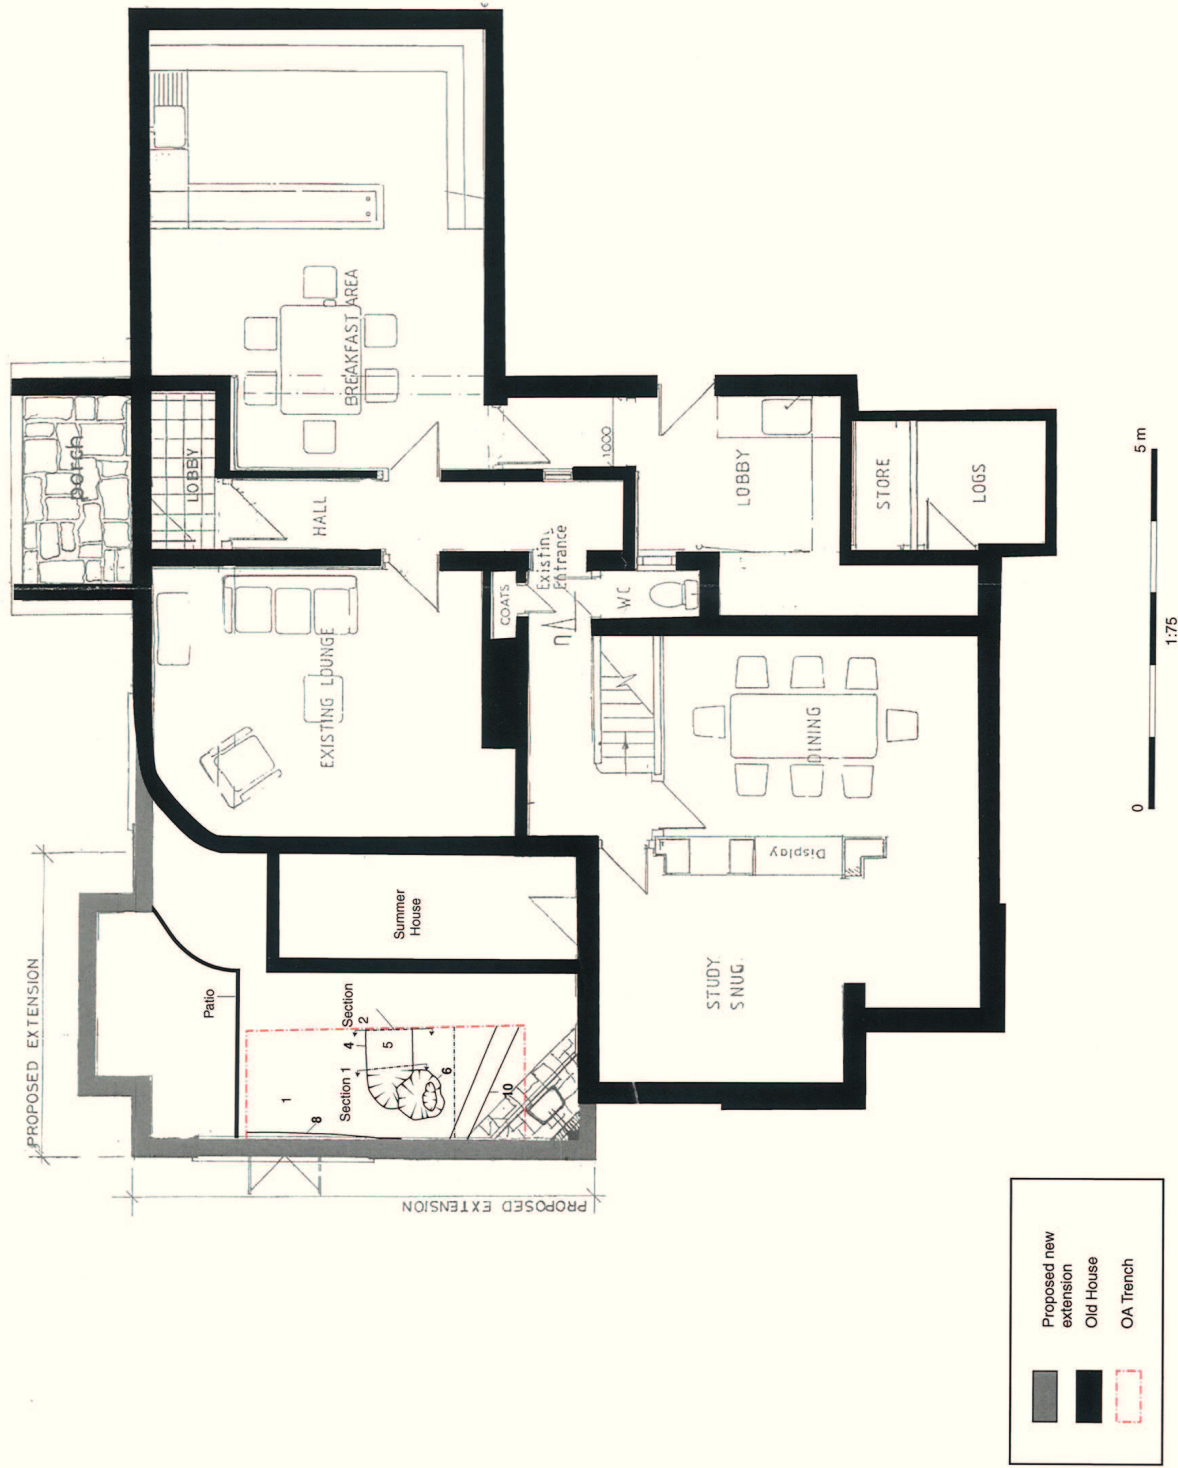 PROPOSED EXTENSION
PROPOSED EXTENSION
porch
LOBBY
HALL
BREAKFAST AREA
EXISTING LOUNGE
COATS
Existing
Entrance
WC
1000
LOBBY
STORE
LOGS
Summer
House
Patio
Section
2
4
5
Section 1
6
1
8
10
STUDY
SNUG.
Display
DINING
0
5 m
1:75
Proposed new
extension
Old House
OA Trench